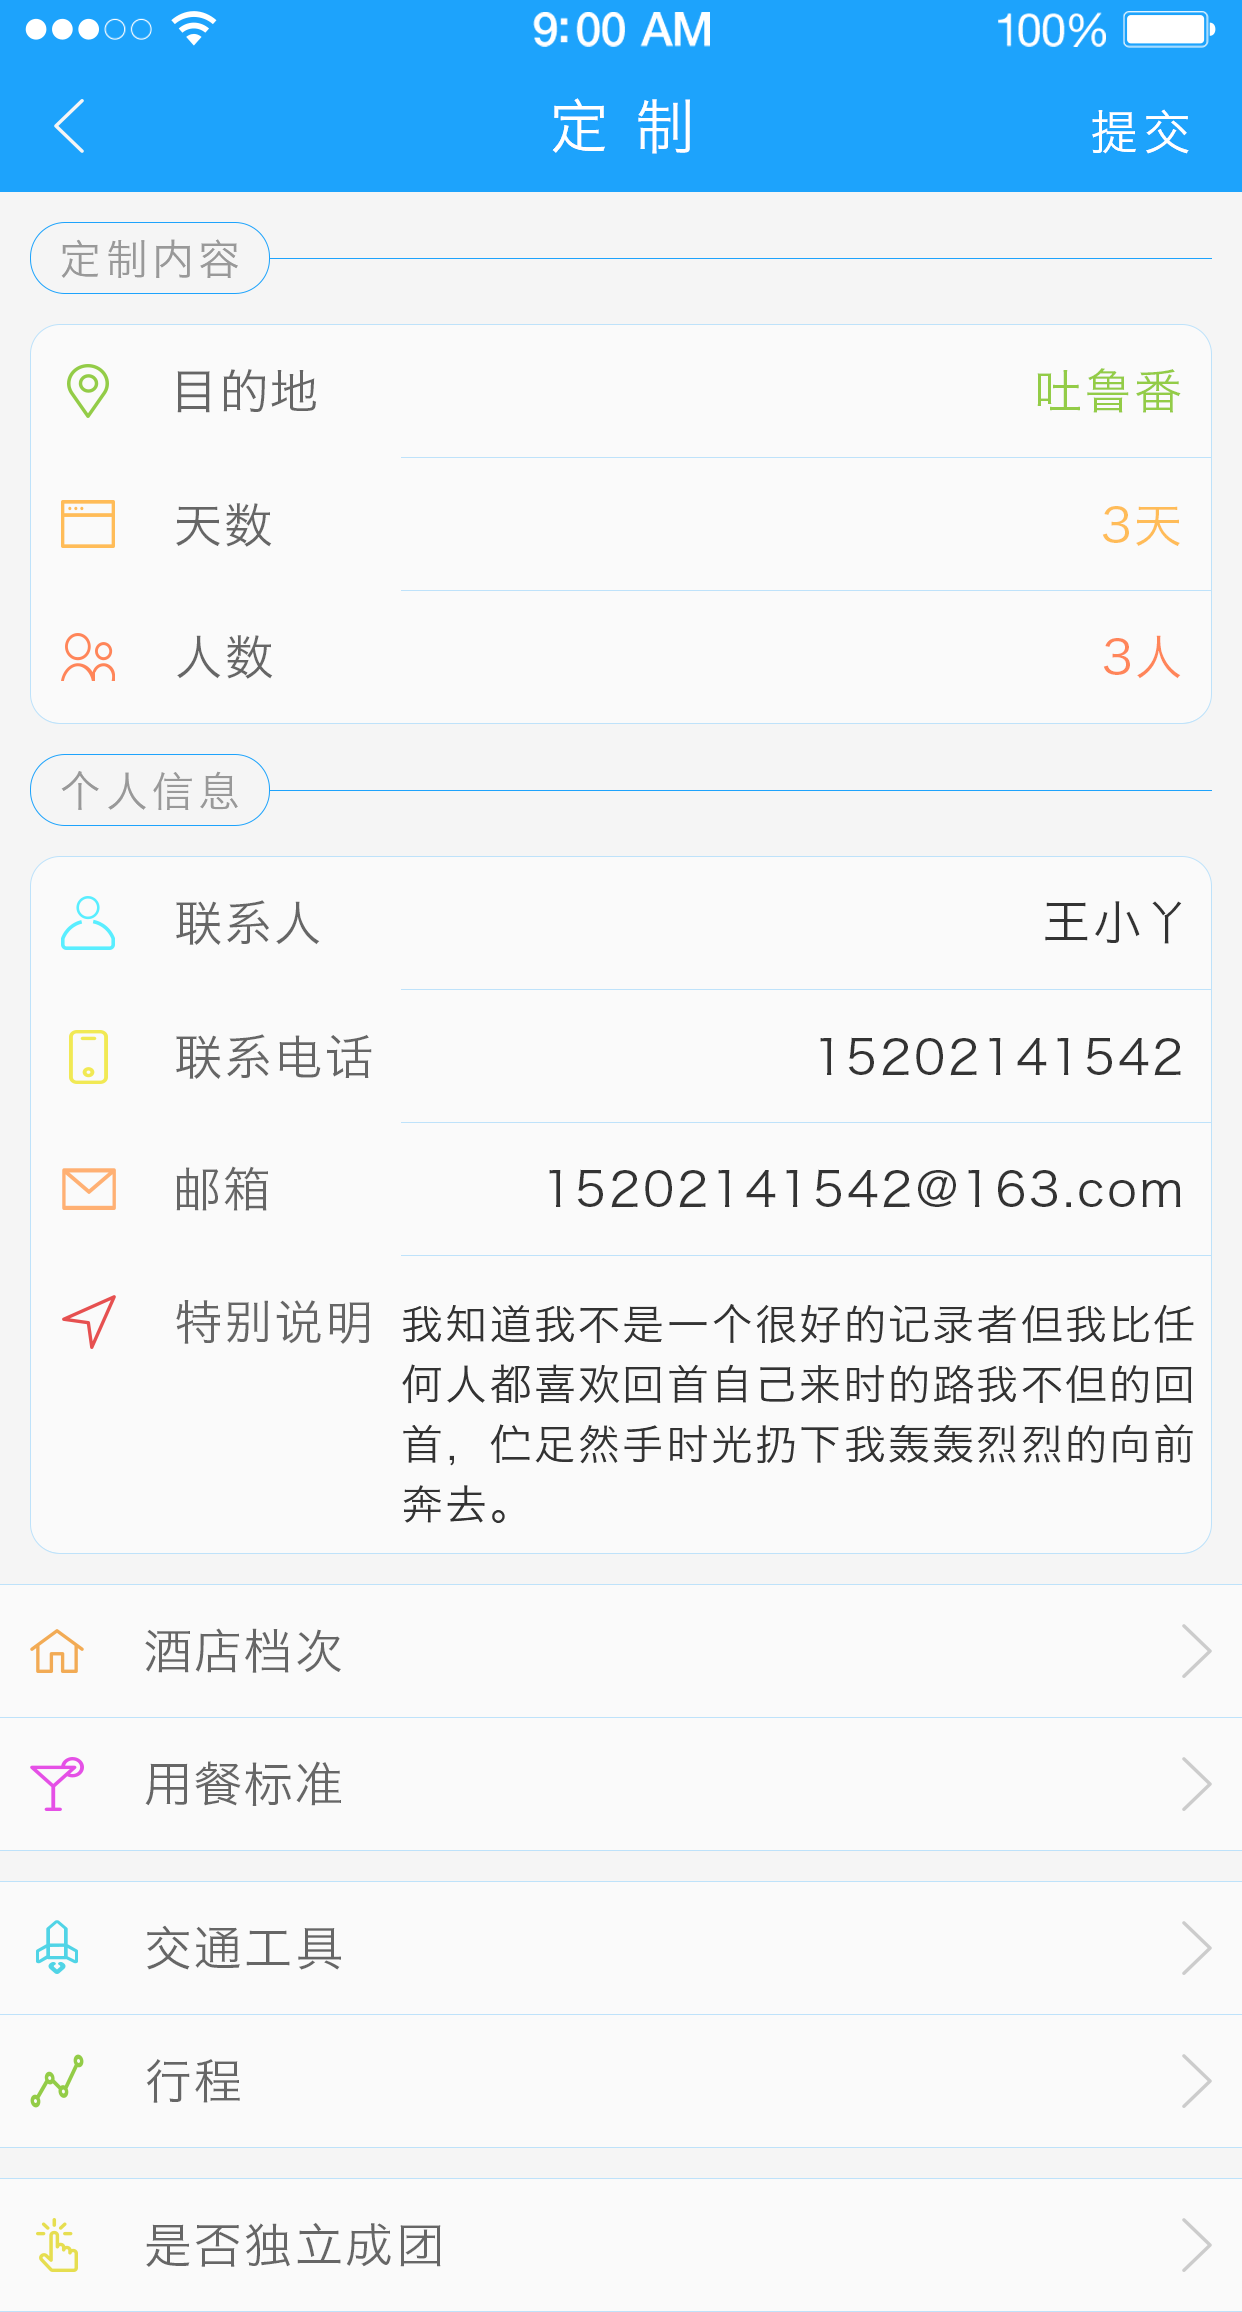 9:00 AM 100%
定制 提交
定制内容
目的地 吐鲁番
天数 3天
人数 3人
个人信息
联系人 王小丫
联系电话 15202141542
邮箱 15202141542@163.com
特别说明 我知道我不是一个很好的记录者但我比任
何人都喜欢回首自己来时的路我不但的回
首，伫足然手时光扔下我轰轰烈烈的向前
奔去。
酒店档次
用餐标准
交通工具
行程
是否独立成团